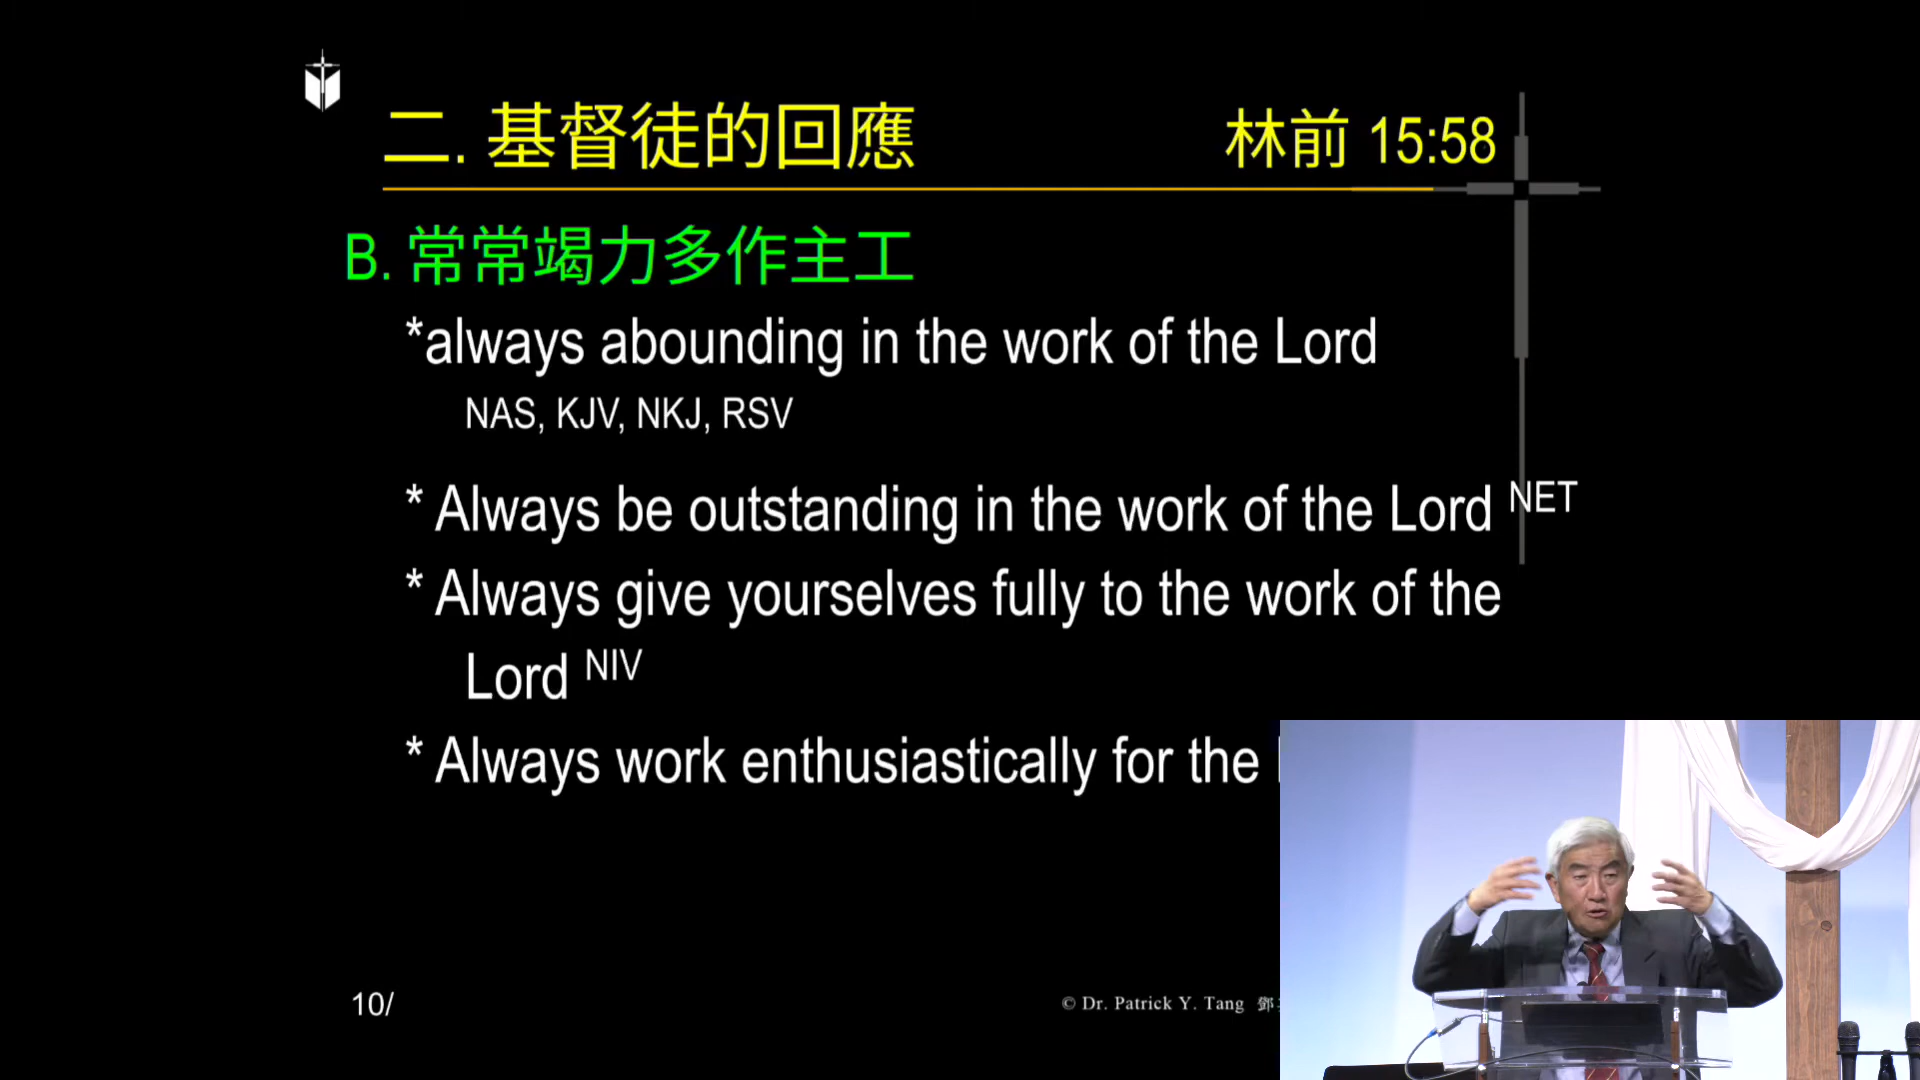 二. 基督徒的回應 林前 15:58
B. 常常竭力多作主工
*always abounding in the work of the Lord
NAS, KJV, NKJ, RSV
* Always be outstanding in the work of the Lord NET
* Always give yourselves fully to the work of the
Lord NIV
* Always work enthusiastically for the
10/
© Dr. Patrick Y. Tang 鄧